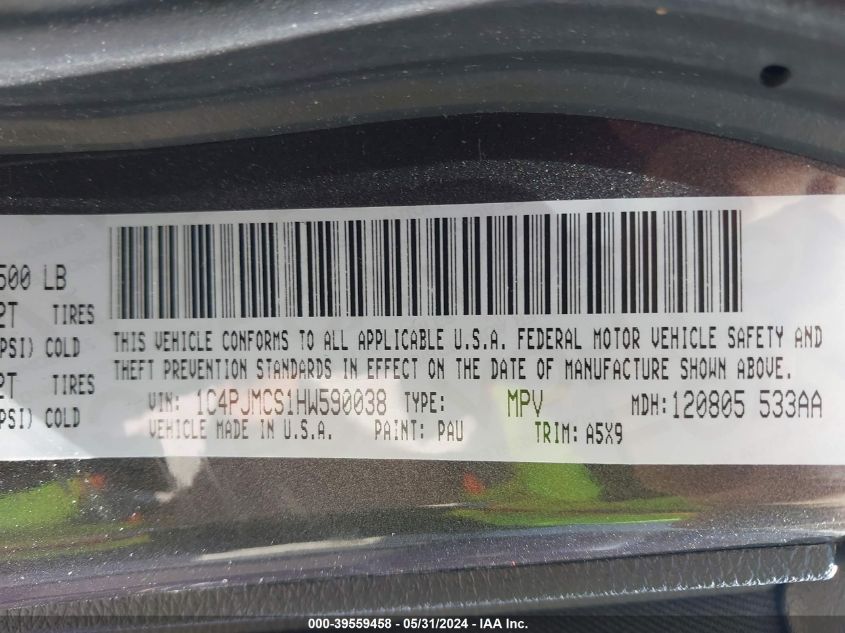 500 LB
2T TIRES
PSI) COLD
2T TIRES
PSI) COLD
THIS VEHICLE CONFORMS TO ALL APPLICABLE U.S.A. FEDERAL MOTOR VEHICLE SAFETY AND
THEFT PREVENTION STANDARDS IN EFFECT ON THE DATE OF MANUFACTURE SHOWN ABOVE.
VIN: 1C4PJMCS1HW590038 TYPE: MPV MDH: 120805 533AA
VEHICLE MADE IN U.S.A. PAINT: PAU TRIM: A5X9
000-39559458 - 05/31/2024 - IAA Inc.